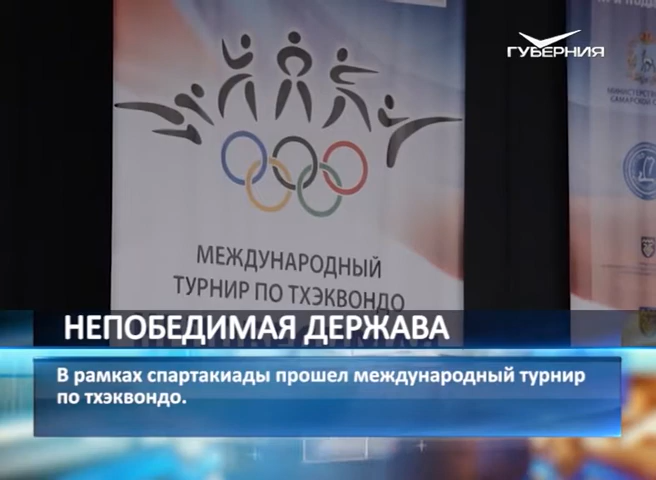 ГУБЕРНИЯ
МЕЖДУНАРОДНЫЙ
ТУРНИР ПО ТХЭКВОНДО
НЕПОБЕДИМАЯ ДЕРЖАВА
В рамках спартакиады прошел международный турнир
по тхэквондо.